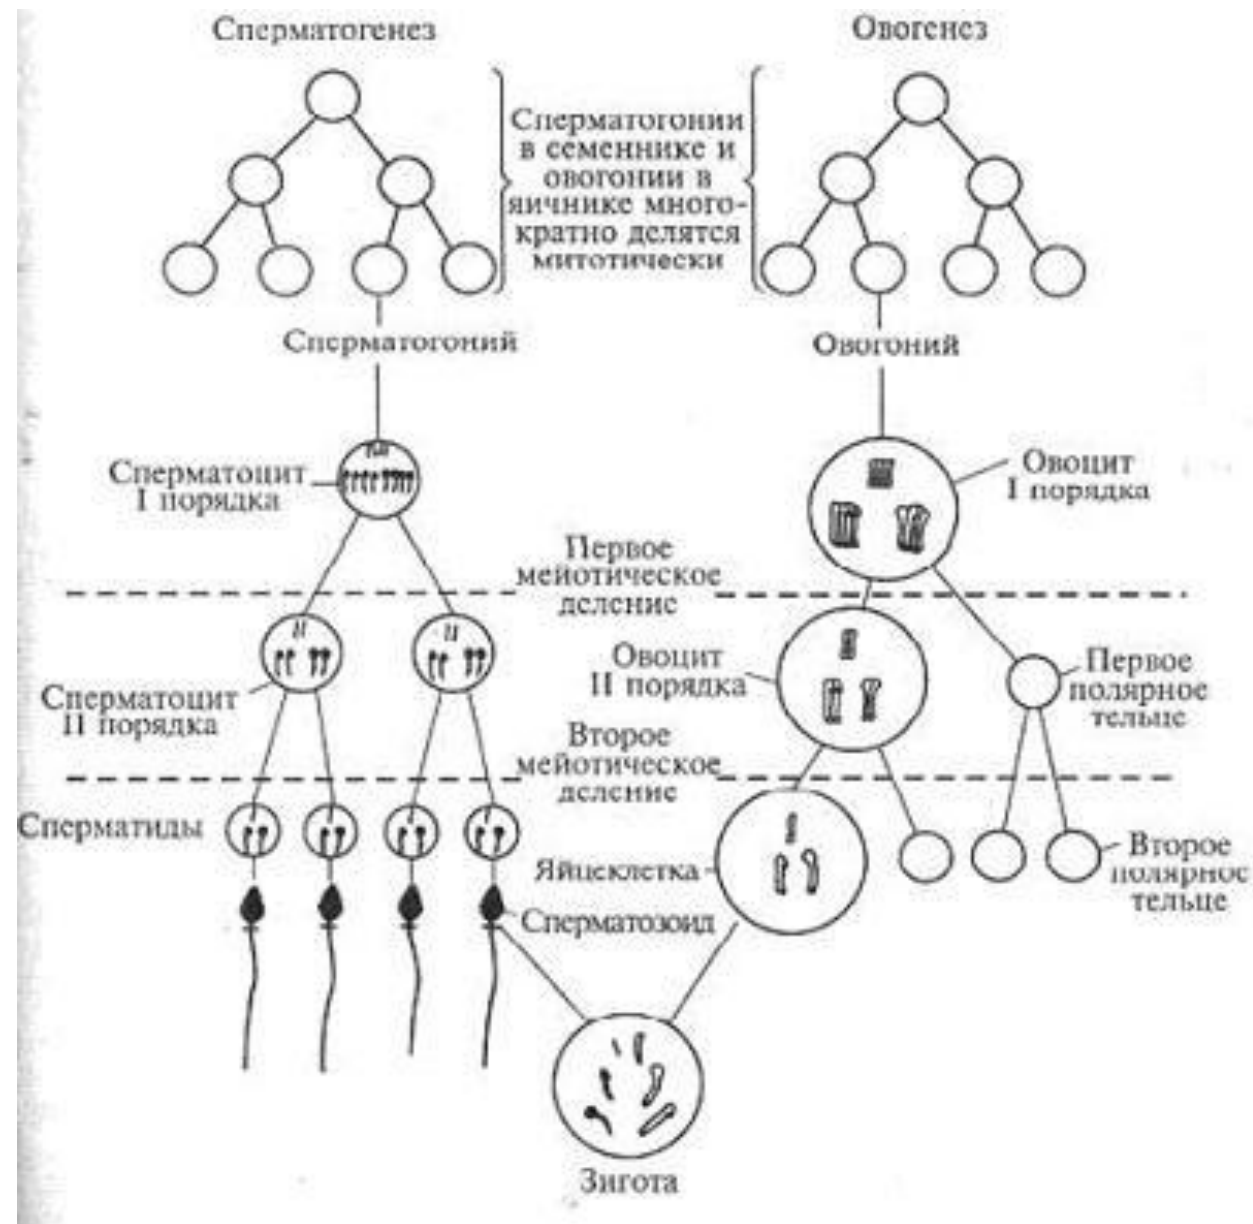 Сперматогенез
Овогенез
Сперматогонии
в семеннике и
овогонии в
яичнике много-
кратно делятся
митотически
Сперматогоний
Овогоний
Сперматоцит
I порядка
Овоцит
I порядка
Первое
мейотическое
деление
Сперматоцит
II порядка
Овоцит
II порядка
Первое
полярное
тельце
Второе
мейотическое
деление
Сперматиды
Яйцеклетка
Второе
полярное
тельце
Сперматозоид
Зигота